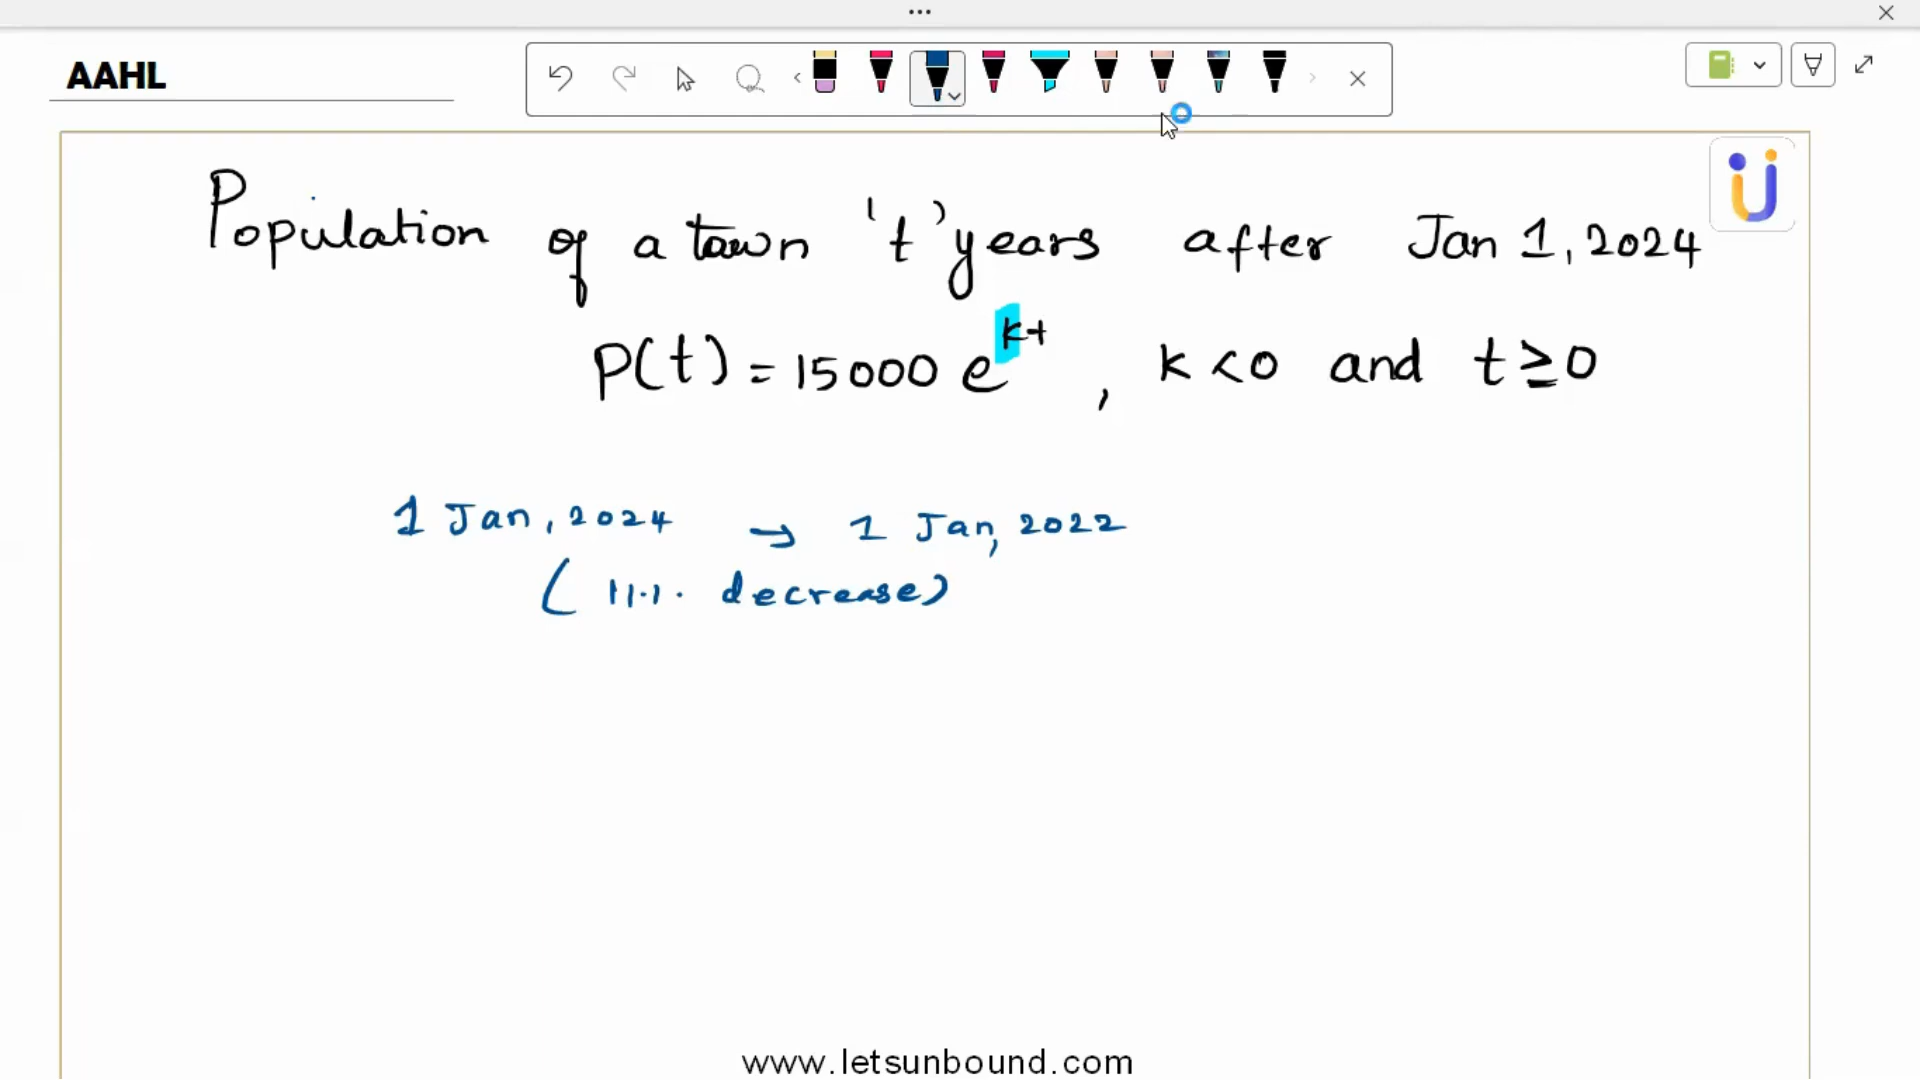 AAHL
Population of a town 't' years after Jan 1, 2024
P(t) = 15000 e^kt , k < 0 and t ≥ 0
1 Jan, 2024 → 1 Jan, 2022
( 11.1. decrease)
www.letsunbound.com